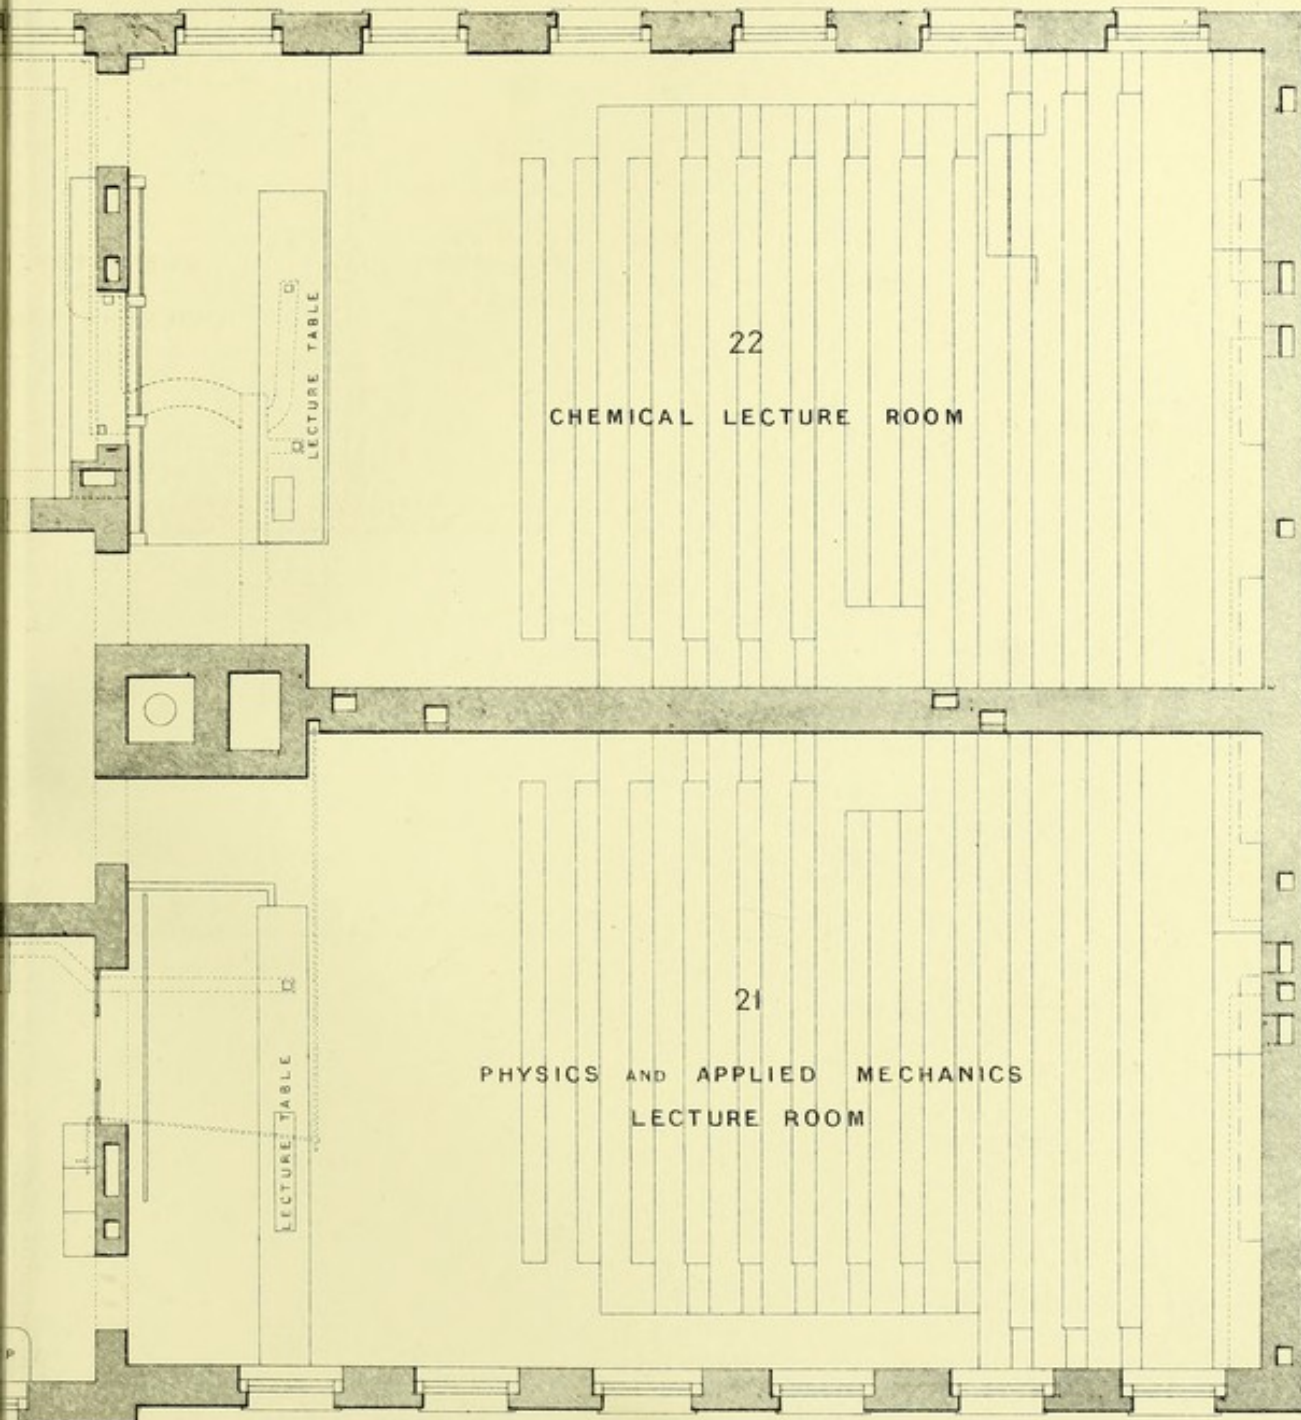 22
CHEMICAL LECTURE ROOM
LECTURE TABLE
21
PHYSICS AND APPLIED MECHANICS
LECTURE ROOM
LECTURE TABLE
P